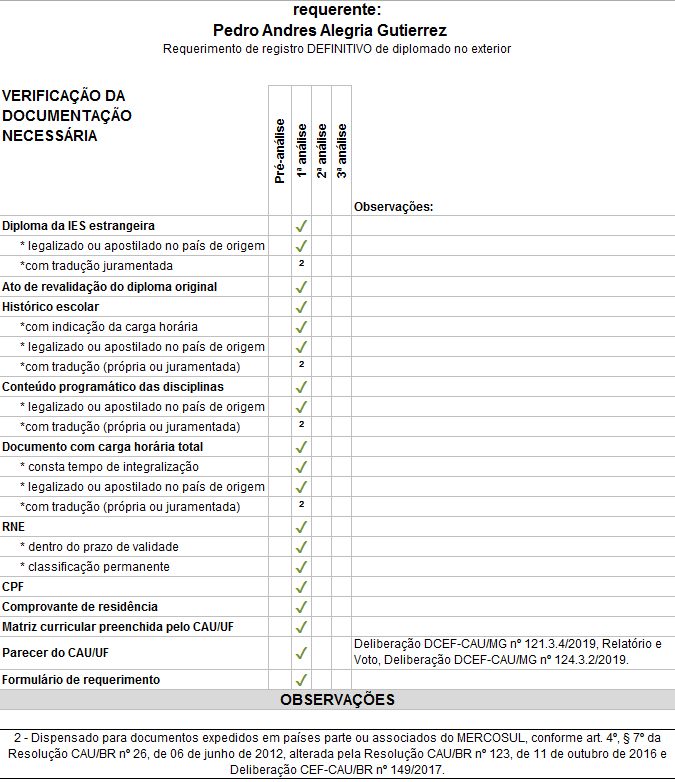 requerente:
Pedro Andres Alegria Gutierrez
Requerimento de registro DEFINITIVO de diplomado no exterior
VERIFICAÇÃO DA
DOCUMENTAÇÃO
NECESSÁRIA
Pré-análise
1ª análise
2ª análise
3ª análise
Observações:
Diploma da IES estrangeira ✓
* legalizado ou apostilado no país de origem ✓
*com tradução juramentada 2
Ato de revalidação do diploma original ✓
Histórico escolar ✓
*com indicação da carga horária ✓
* legalizado ou apostilado no país de origem ✓
*com tradução (própria ou juramentada) 2
Conteúdo programático das disciplinas ✓
* legalizado ou apostilado no país de origem ✓
*com tradução (própria ou juramentada) 2
Documento com carga horária total ✓
* consta tempo de integralização ✓
* legalizado ou apostilado no país de origem ✓
*com tradução (própria ou juramentada) 2
RNE ✓
* dentro do prazo de validade ✓
* classificação permanente ✓
CPF ✓
Comprovante de residência ✓
Matriz curricular preenchida pelo CAU/UF ✓
Parecer do CAU/UF ✓
Deliberação DCEF-CAU/MG nº 121.3.4/2019, Relatório e
Voto, Deliberação DCEF-CAU/MG nº 124.3.2/2019.
Formulário de requerimento ✓
OBSERVAÇÕES
2 - Dispensado para documentos expedidos em países parte ou associados do MERCOSUL, conforme art. 4º, § 7º da
Resolução CAU/BR nº 26, de 06 de junho de 2012, alterada pela Resolução CAU/BR nº 123, de 11 de outubro de 2016 e
Deliberação CEF-CAU/BR nº 149/2017.